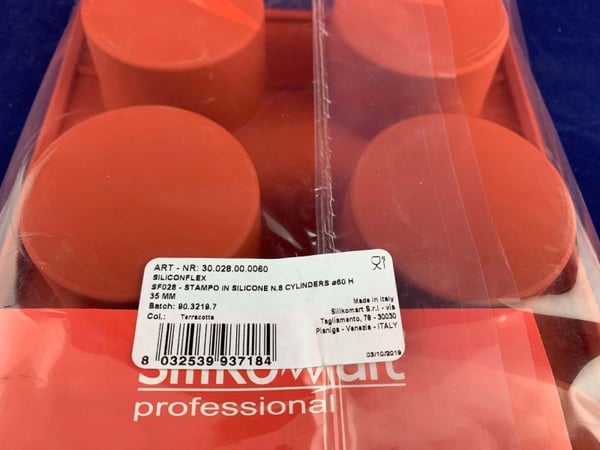 ART - NR: 30.028.00.0060
SILICONFLEX
SF028 - STAMPO IN SILICONE N.8 CYLINDERS ø60 H
35 MM
Batch: 90.3219.7
Col.: Terracotta
8 032539 937184
Made in Italy
Silikomart S.r.l - via
Tagliamento, 78 - 30030
Pianiga - Venezia - ITALY
03/10/2019
silikomart
professional